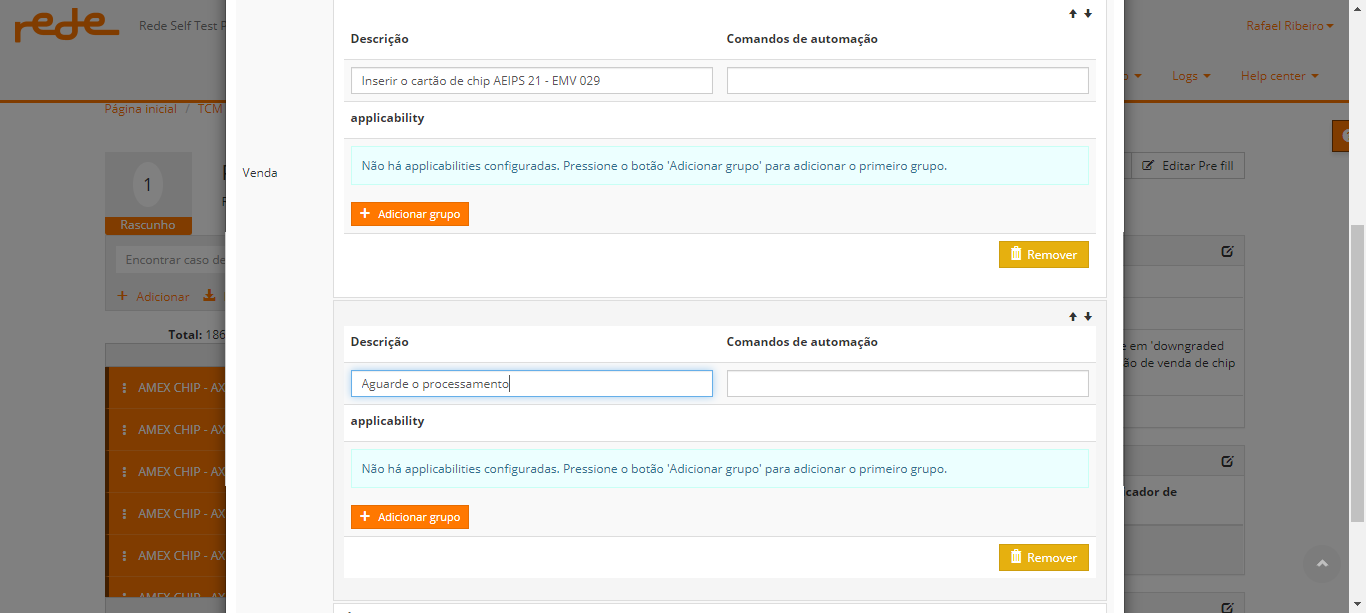 rede
Rede Self Test P
Rafael Ribeiro
Logs
Help center
Página inicial / TCM
1
Rascunho
Editar Pre fill
Encontrar caso de
Adicionar
Total: 186
AMEX CHIP - AX
AMEX CHIP - AX
AMEX CHIP - AX
AMEX CHIP - AX
AMEX CHIP - AX
AMEX CHIP - AX
Venda
Descrição Comandos de automação
Inserir o cartão de chip AEIPS 21 - EMV 029
applicability
Não há applicabilities configuradas. Pressione o botão 'Adicionar grupo' para adicionar o primeiro grupo.
Adicionar grupo
Remover
Descrição Comandos de automação
Aguarde o processamento
applicability
Não há applicabilities configuradas. Pressione o botão 'Adicionar grupo' para adicionar o primeiro grupo.
Adicionar grupo
Remover
e em 'downgraded
ão de venda de chip
cador de